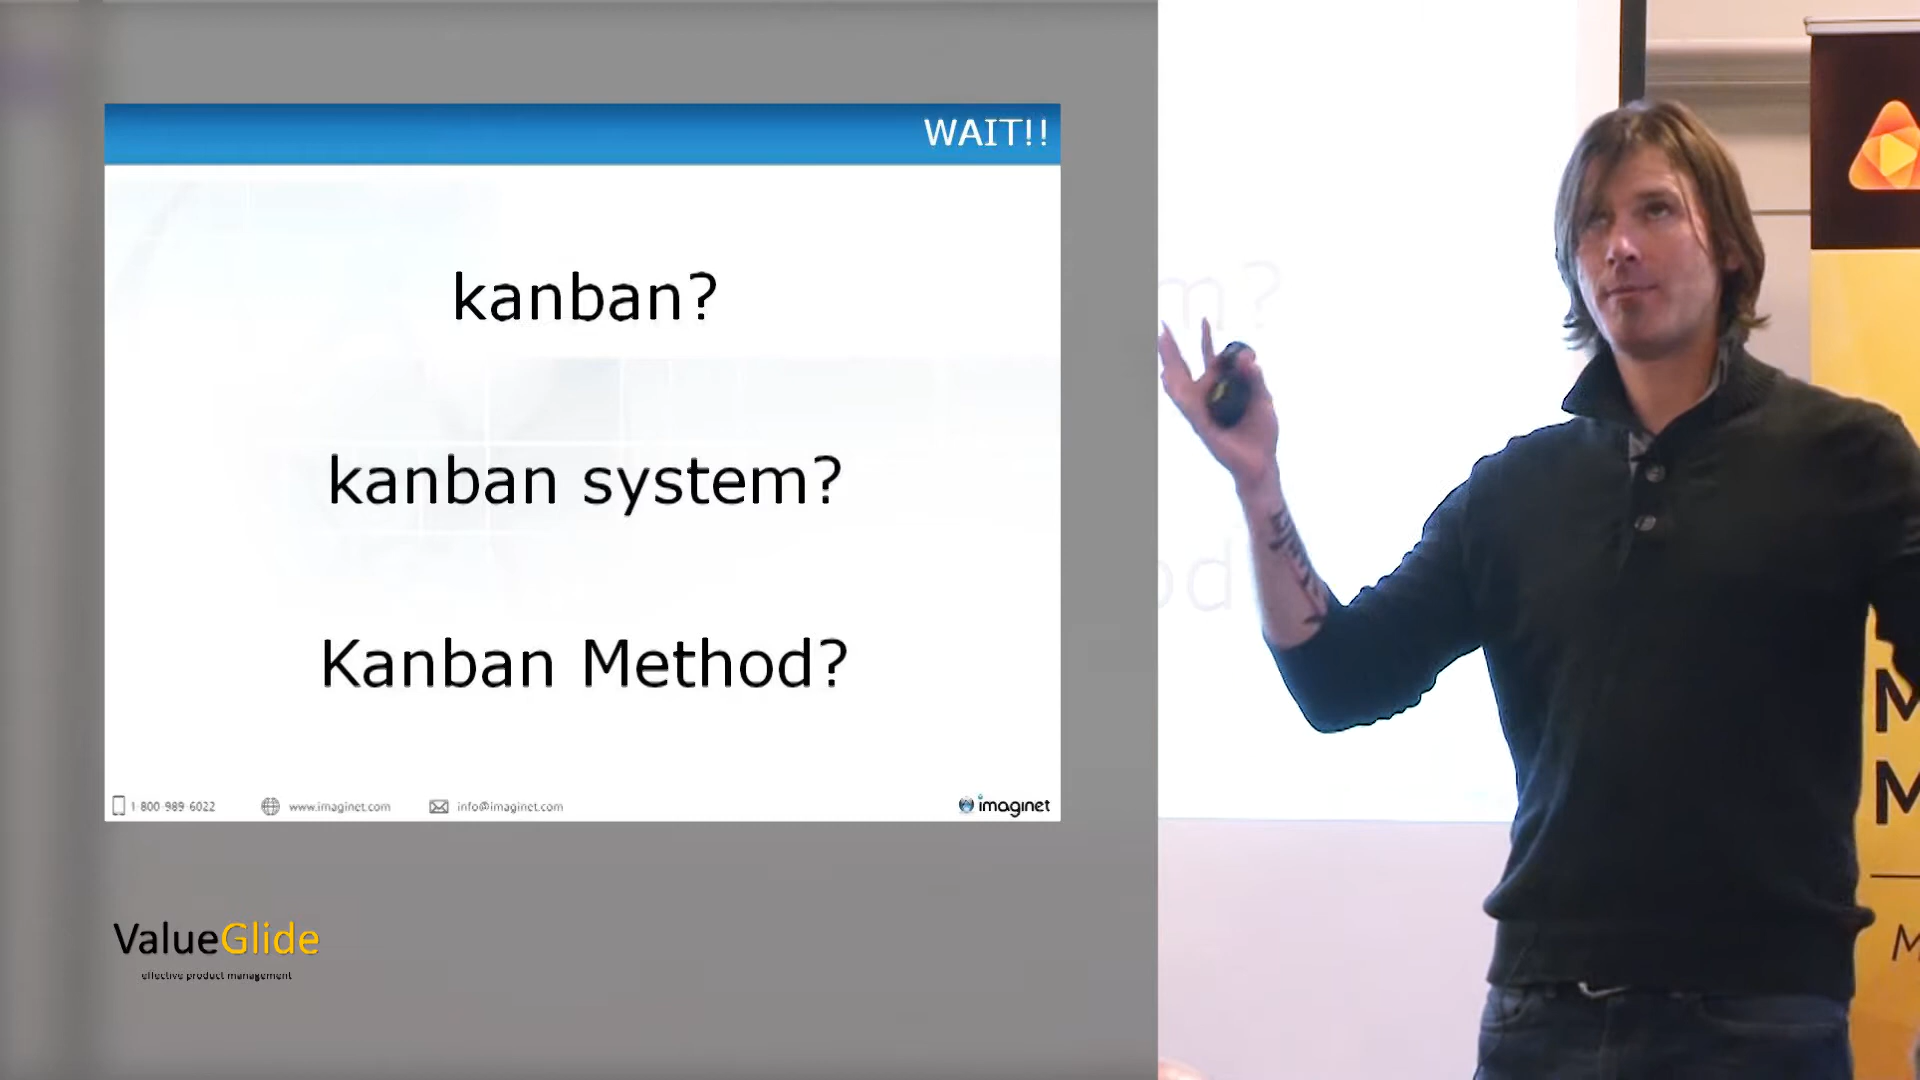 WAIT!!
kanban?
kanban system?
Kanban Method?
1-800-989-6022
www.imaginet.com
info@imaginet.com
imaginet
ValueGlide
effective product management
m?
od
M
M
M